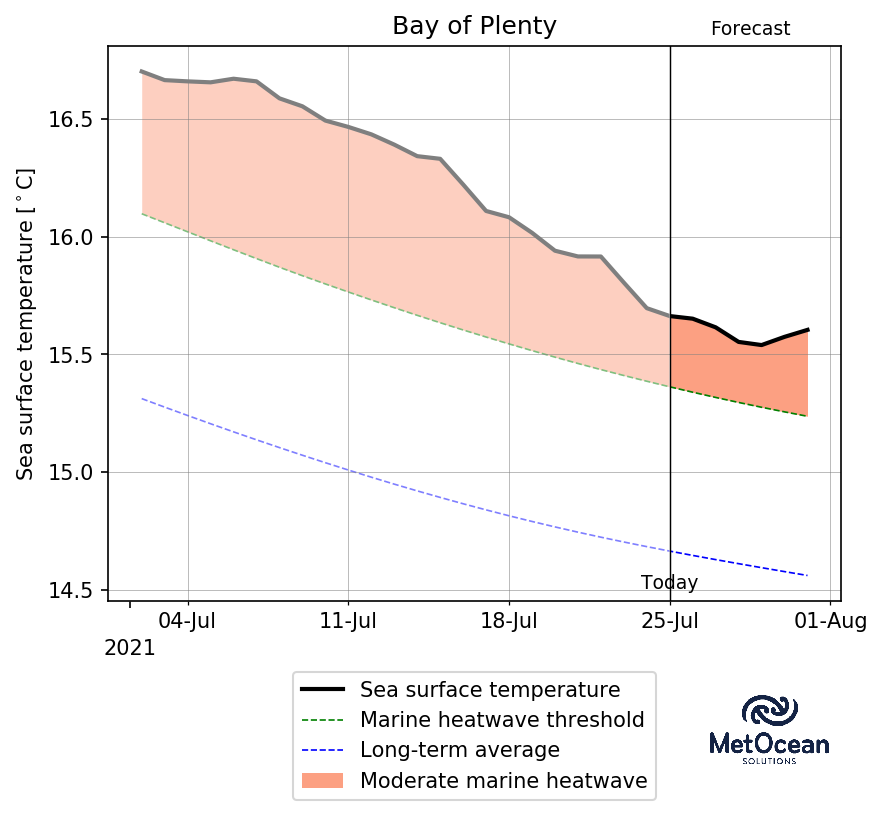 Bay of Plenty
Forecast
Sea surface temperature [°C]
16.5
16.0
15.5
15.0
14.5
Today
04-Jul
11-Jul
18-Jul
25-Jul
01-Aug
2021
Sea surface temperature
Marine heatwave threshold
Long-term average
Moderate marine heatwave
MetOcean
SOLUTIONS